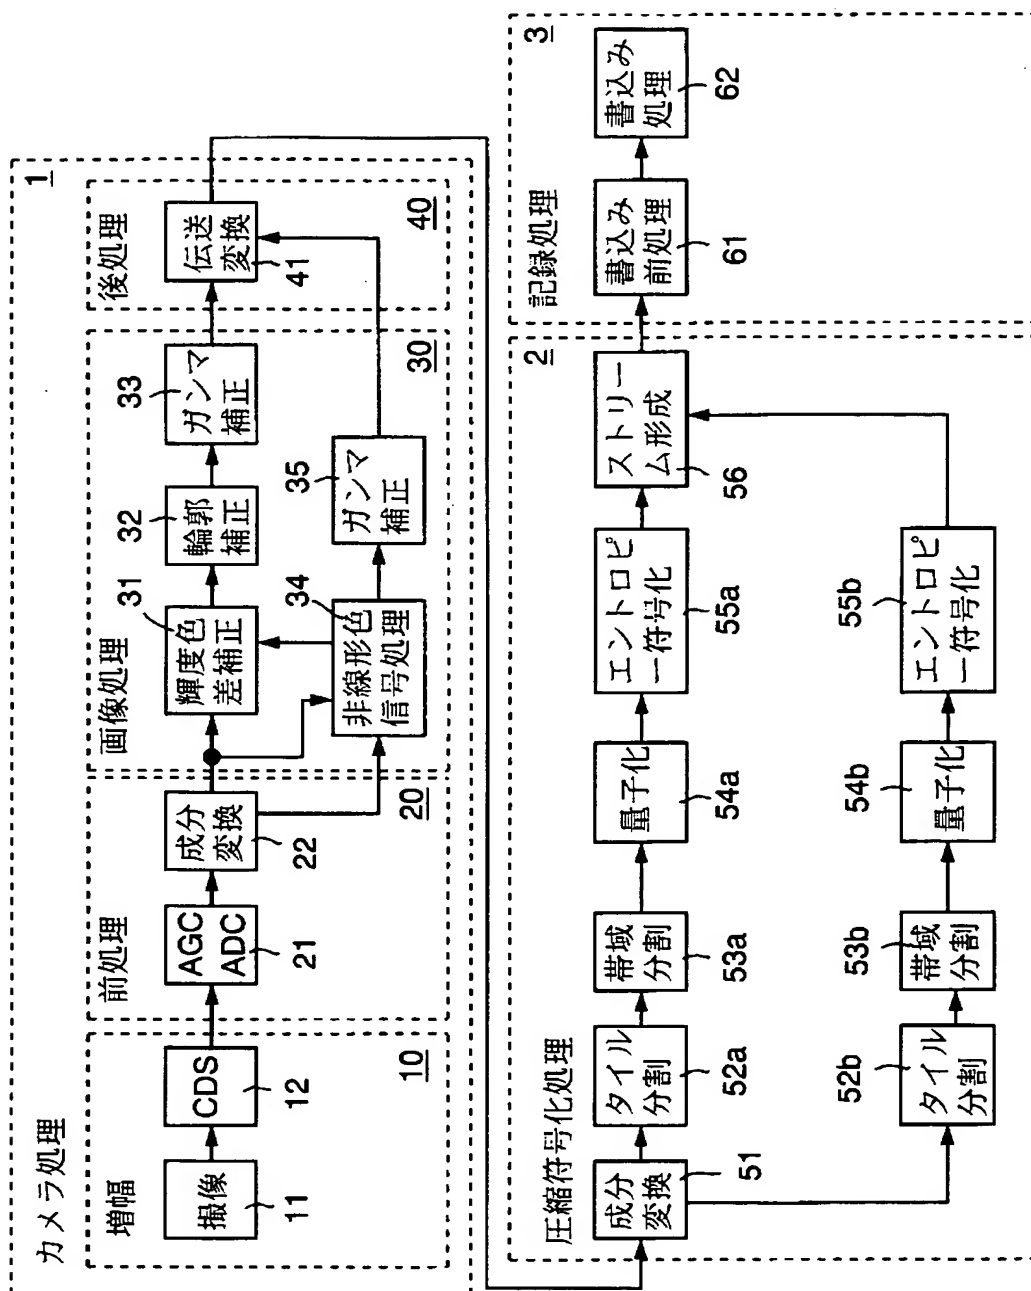 カメラ処理
1
増幅
10
撮像
11
CDS
12
前処理
20
AGC
ADC
21
成分
変換
22
画像処理
30
輝度色
差補正
31
輪郭
補正
32
ガンマ
補正
33
非線形色
信号処理
34
ガンマ
補正
35
後処理
40
伝送
変換
41
圧縮符号化処理
2
成分
変換
51
タイル
分割
52a
帯域
分割
53a
量子化
54a
エントロピ
ー符号化
55a
ストリー
ム形成
56
タイル
分割
52b
帯域
分割
53b
量子化
54b
エントロピ
ー符号化
55b
記録処理
3
書込み
前処理
61
書込み
処理
62